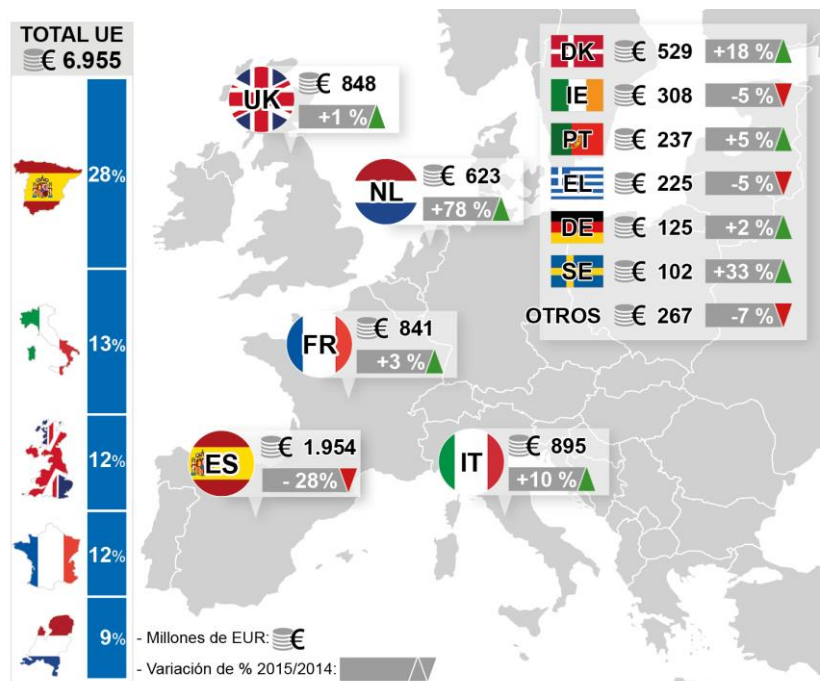 TOTAL UE
€ 6.955
28%
13%
12%
12%
9%
UK
€ 848
+1 %
NL
€ 623
+78 %
FR
€ 841
+3 %
ES
€ 1.954
- 28%
IT
€ 895
+10 %
DK € 529 +18 %
IE € 308 -5 %
PT € 237 +5 %
EL € 225 -5 %
DE € 125 +2 %
SE € 102 +33 %
OTROS € 267 -7 %
- Millones de EUR: €
- Variación de % 2015/2014: